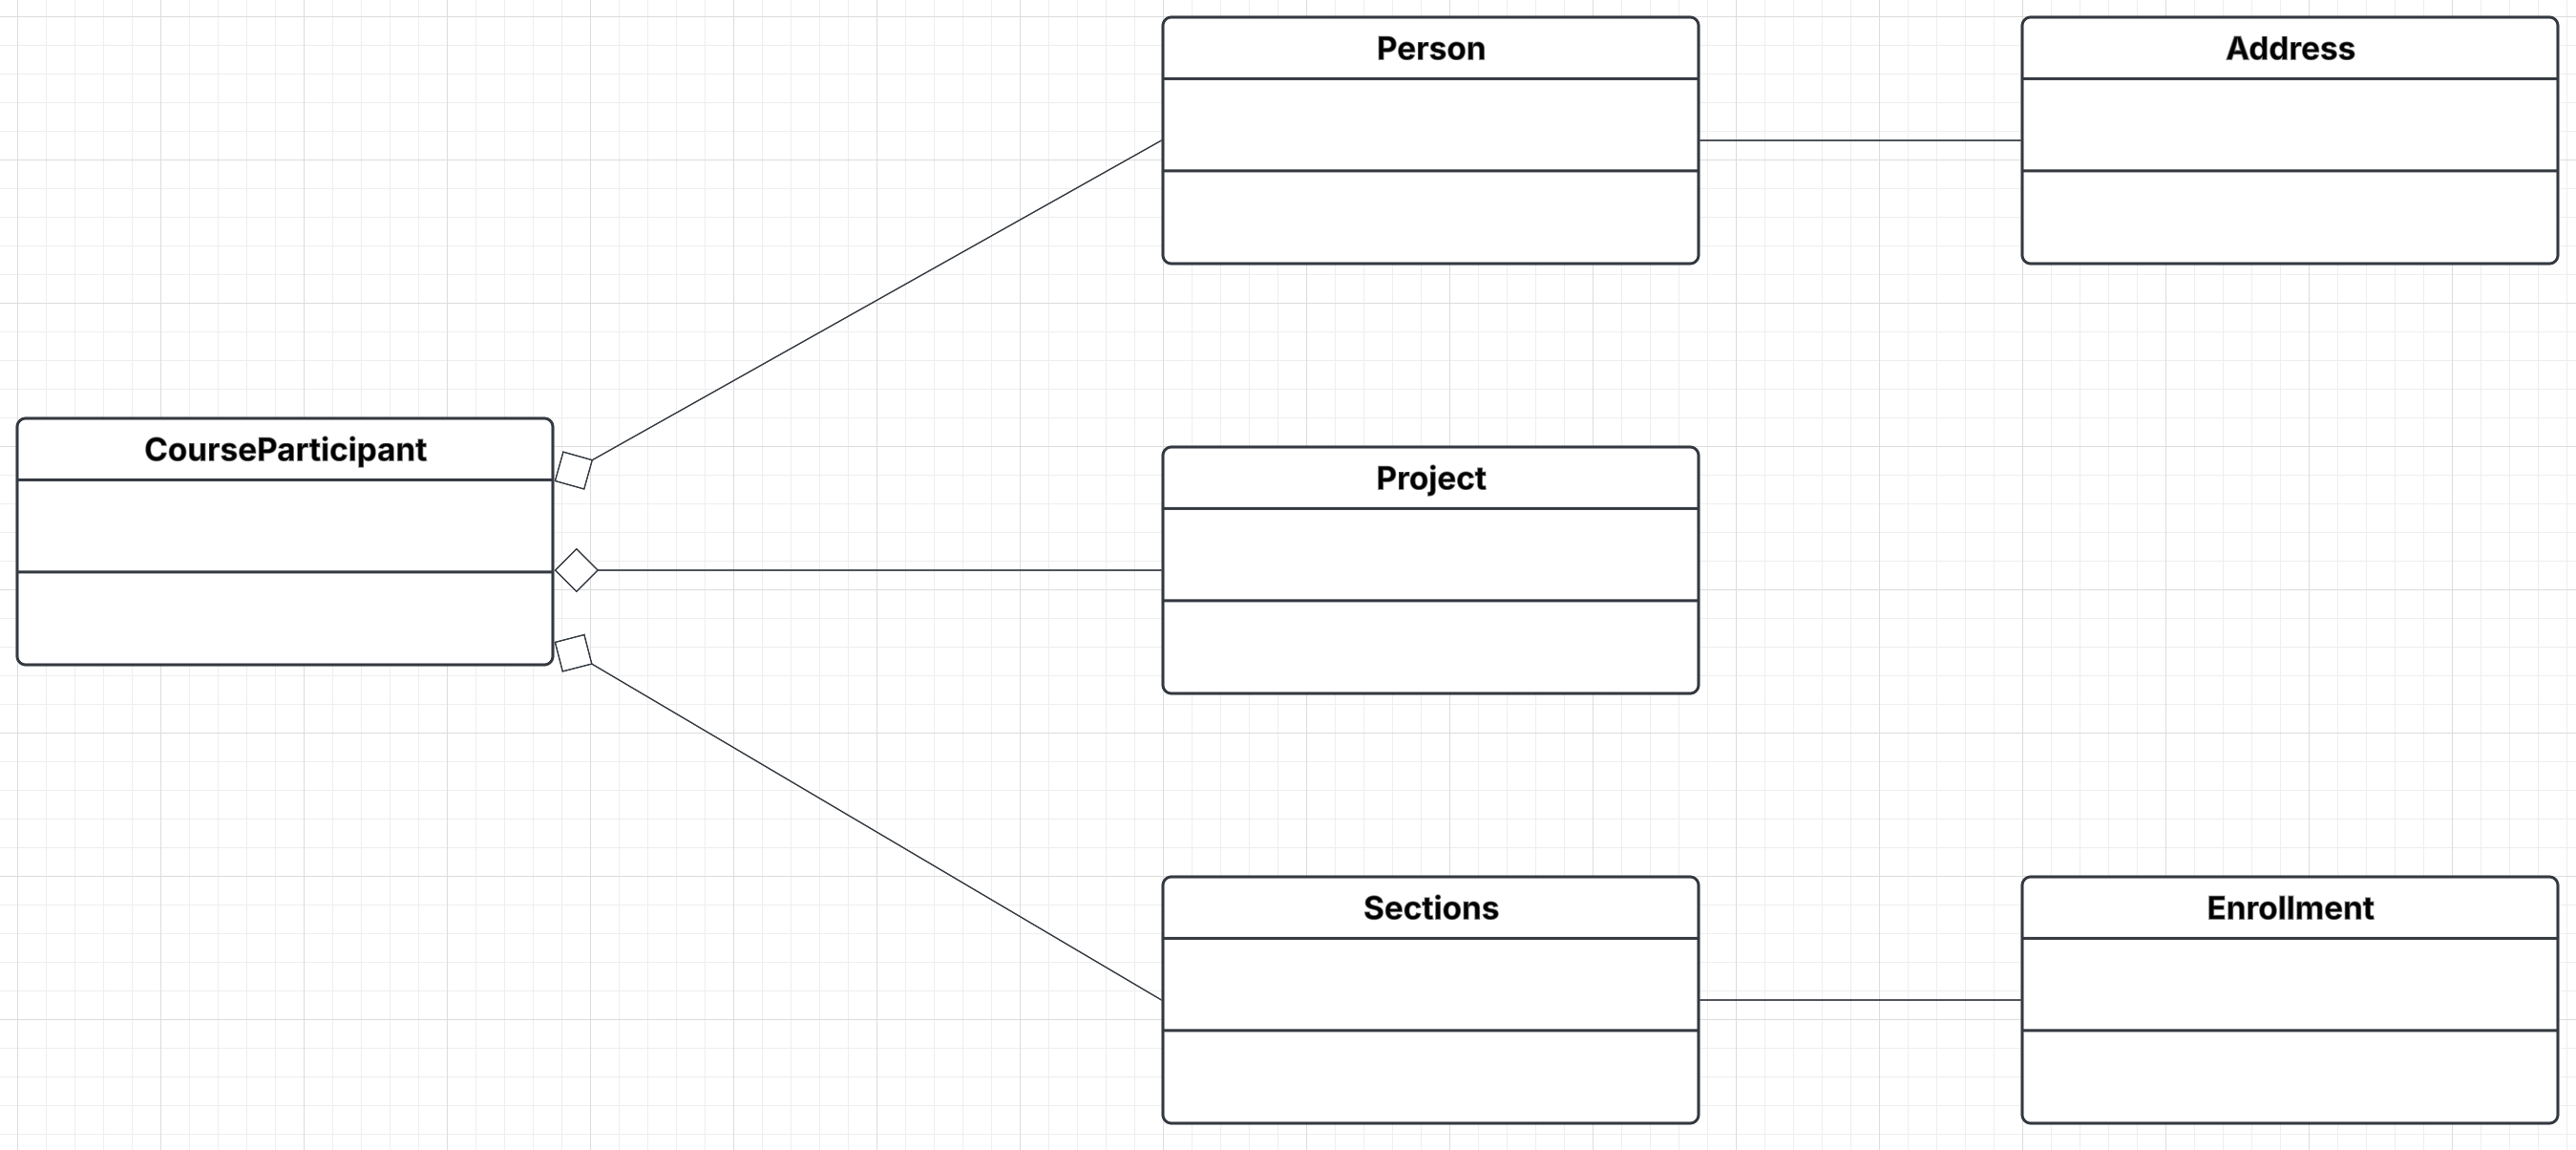 Person
Address
CourseParticipant
Project
Sections
Enrollment